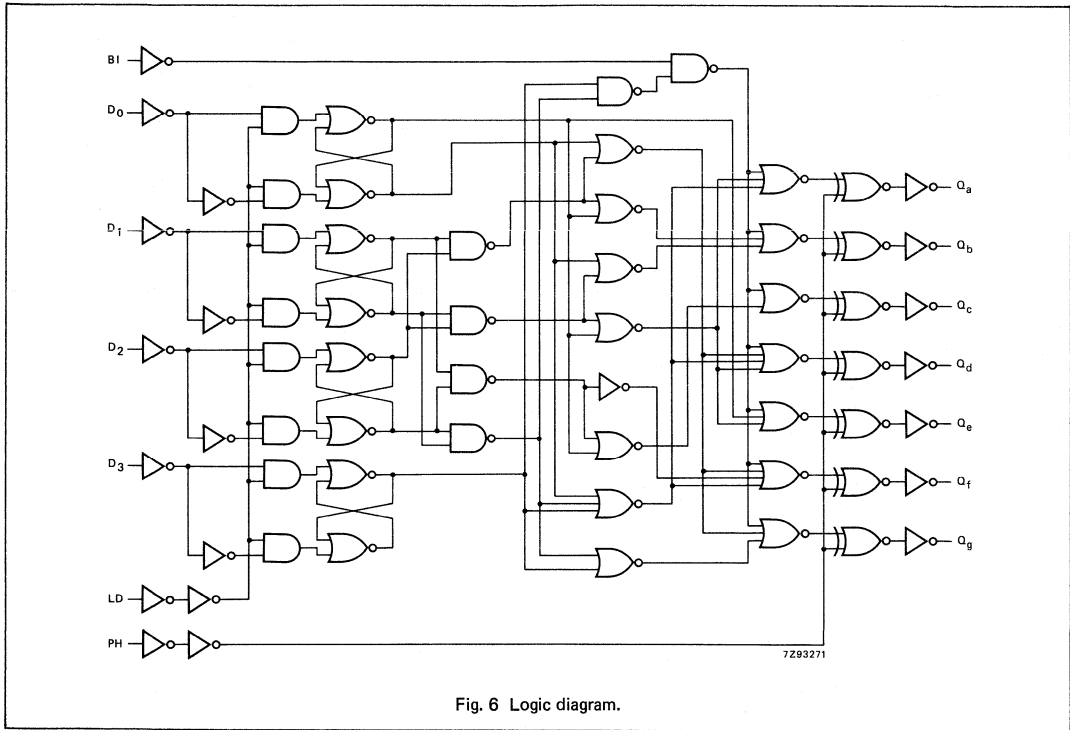 BI
D0
D1
D2
D3
LD
PH
Qa
Qb
Qc
Qd
Qe
Qf
Qg
7Z93271
Fig. 6 Logic diagram.